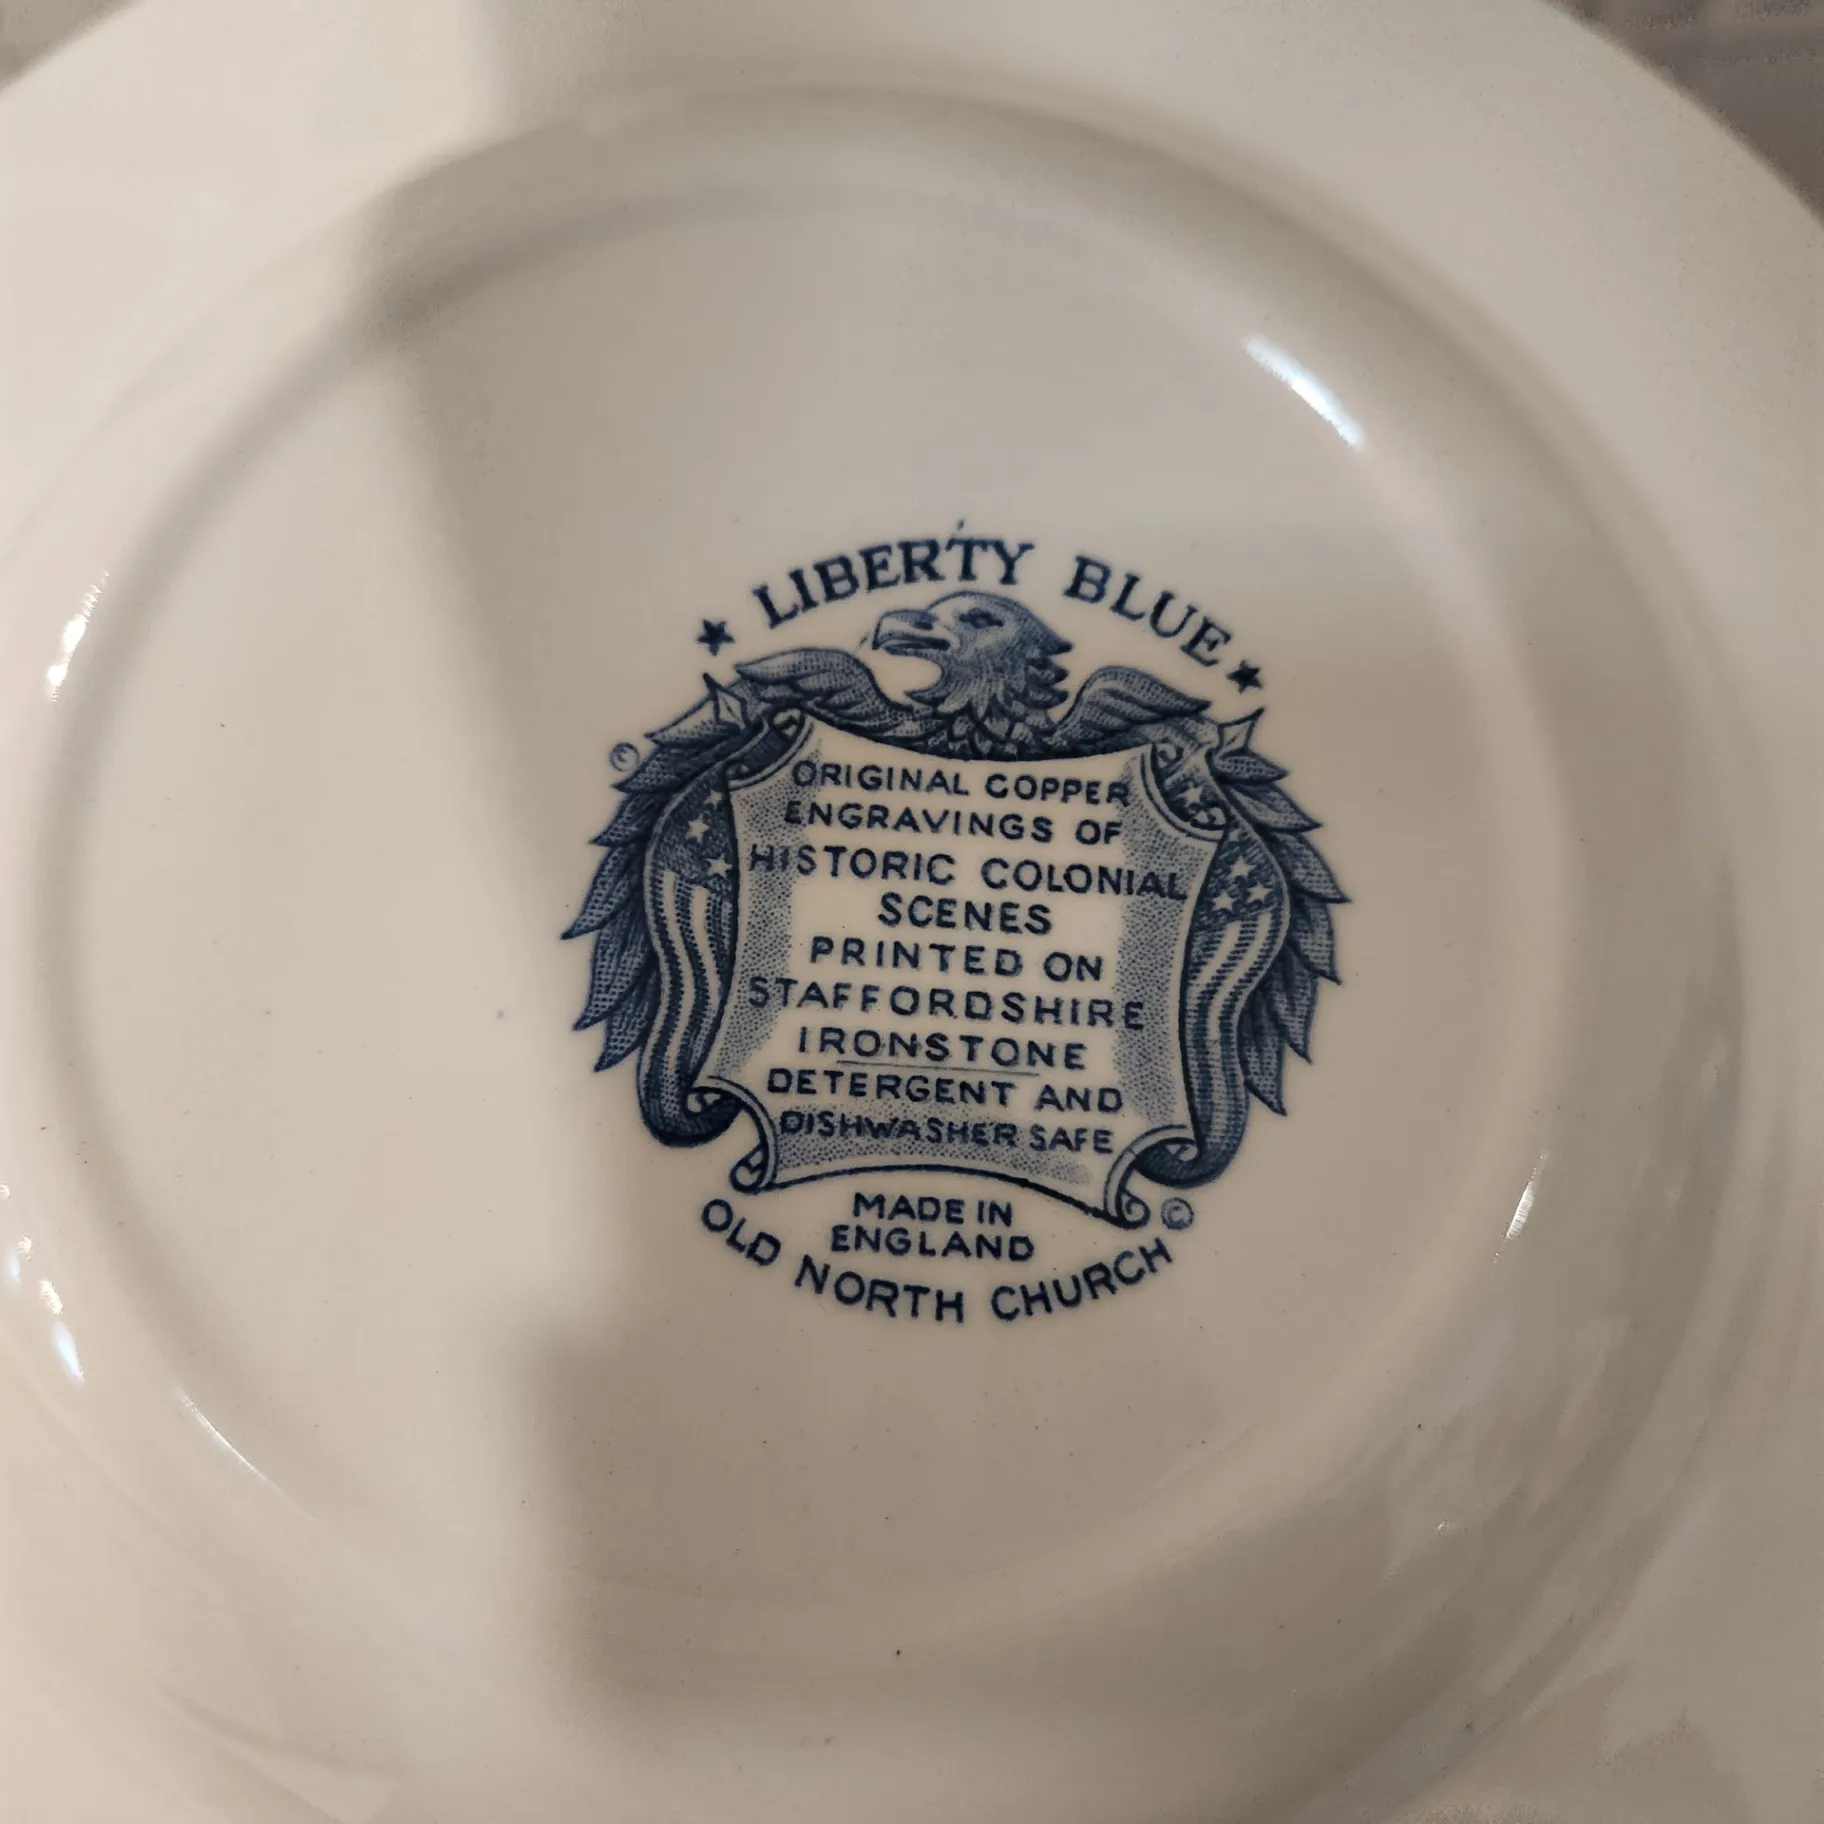 ★ LIBERTY BLUE ★
©
ORIGINAL COPPER
ENGRAVINGS OF
HISTORIC COLONIAL
SCENES
PRINTED ON
STAFFORDSHIRE
IRONSTONE
DETERGENT AND
DISHWASHER SAFE
MADE IN
ENGLAND
©
OLD NORTH CHURCH